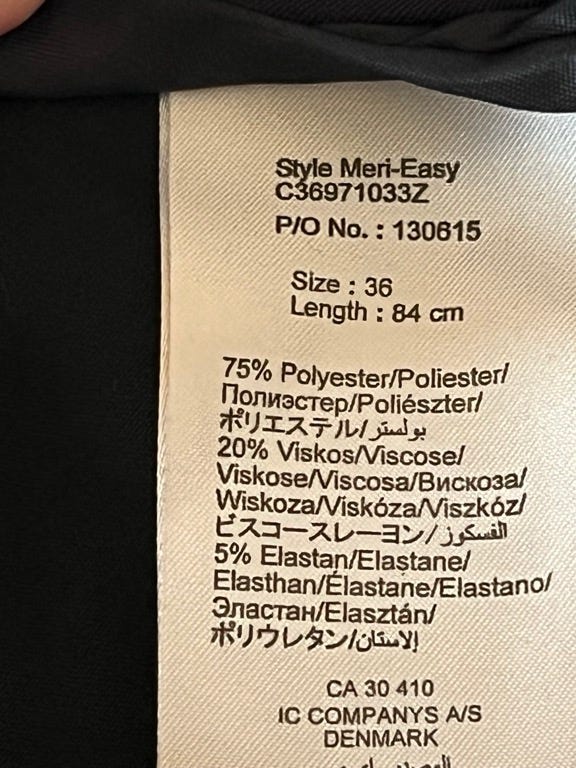 Style Meri-Easy
C36971033Z
P/O No. : 130615
Size : 36
Length : 84 cm
75% Polyester/Poliester/
Полиэстер/Poliészter/
ポリエステル/بولستر
20% Viskos/Viscose/
Viskose/Viscosa/Вискоза/
Wiskoza/Viskóza/Viszkóz/
ビスコースレーヨン/الفسكوز
5% Elastan/Elastane/
Elasthan/Élastane/Elastano/
Эластан/Elasztán/
ポリウレタン/إلاستان
CA 30 410
IC COMPANYS A/S
DENMARK